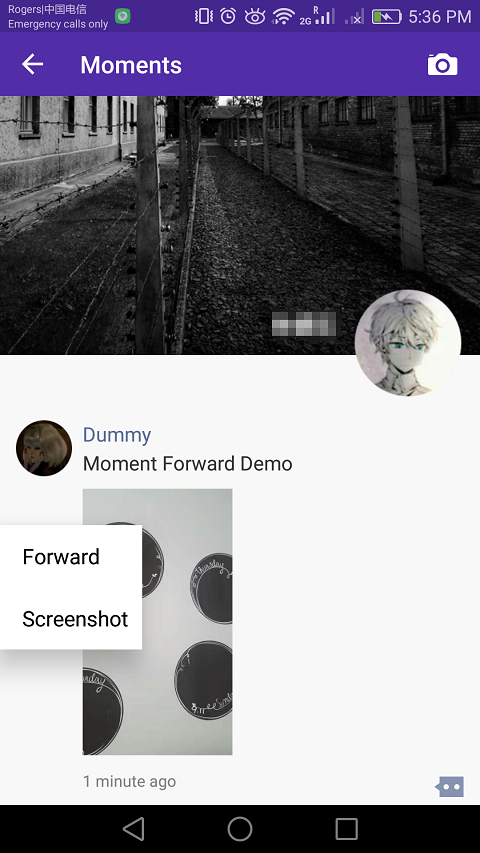 Rogers|中国电信
Emergency calls only
2G
R
5:36 PM
Moments
Dummy
Moment Forward Demo
Forward
Screenshot
Thursday
1 minute ago